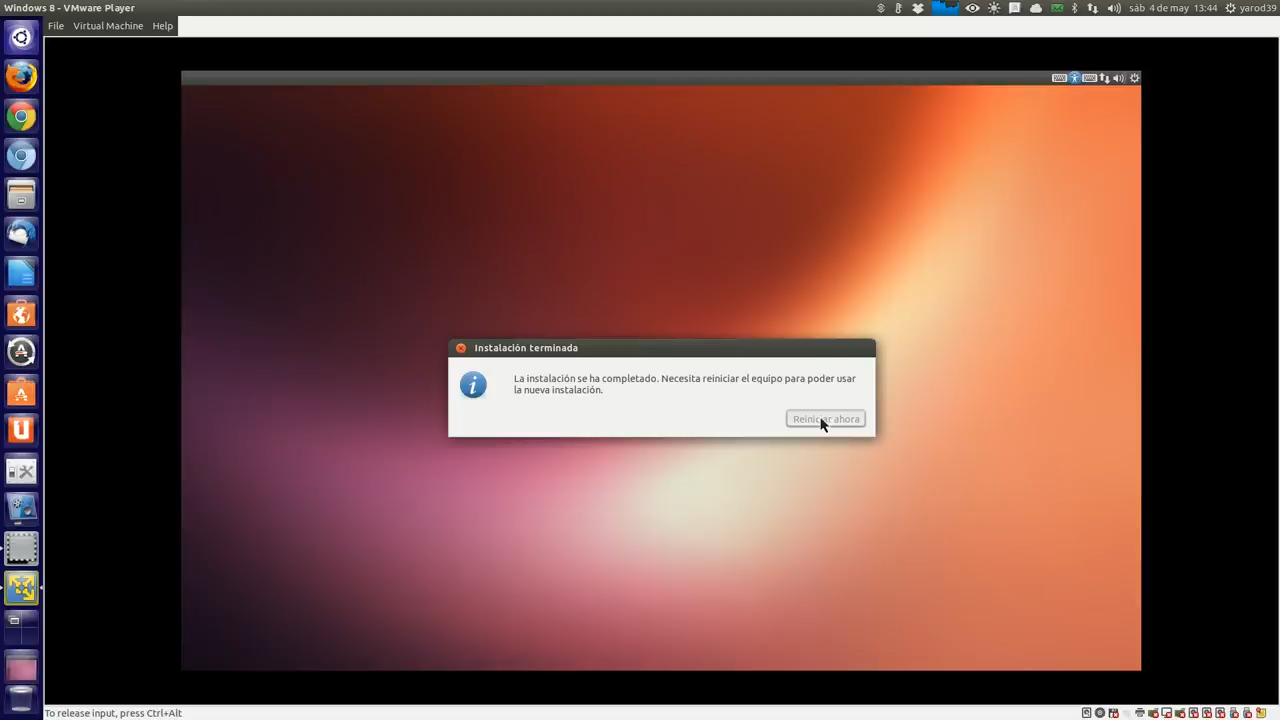 Windows 8 - VMware Player
sáb 4 de may 13:44 yarod39
File Virtual Machine Help
Instalación terminada
La instalación se ha completado. Necesita reiniciar el equipo para poder usar
la nueva instalación.
Reiniciar ahora
To release input, press Ctrl+Alt